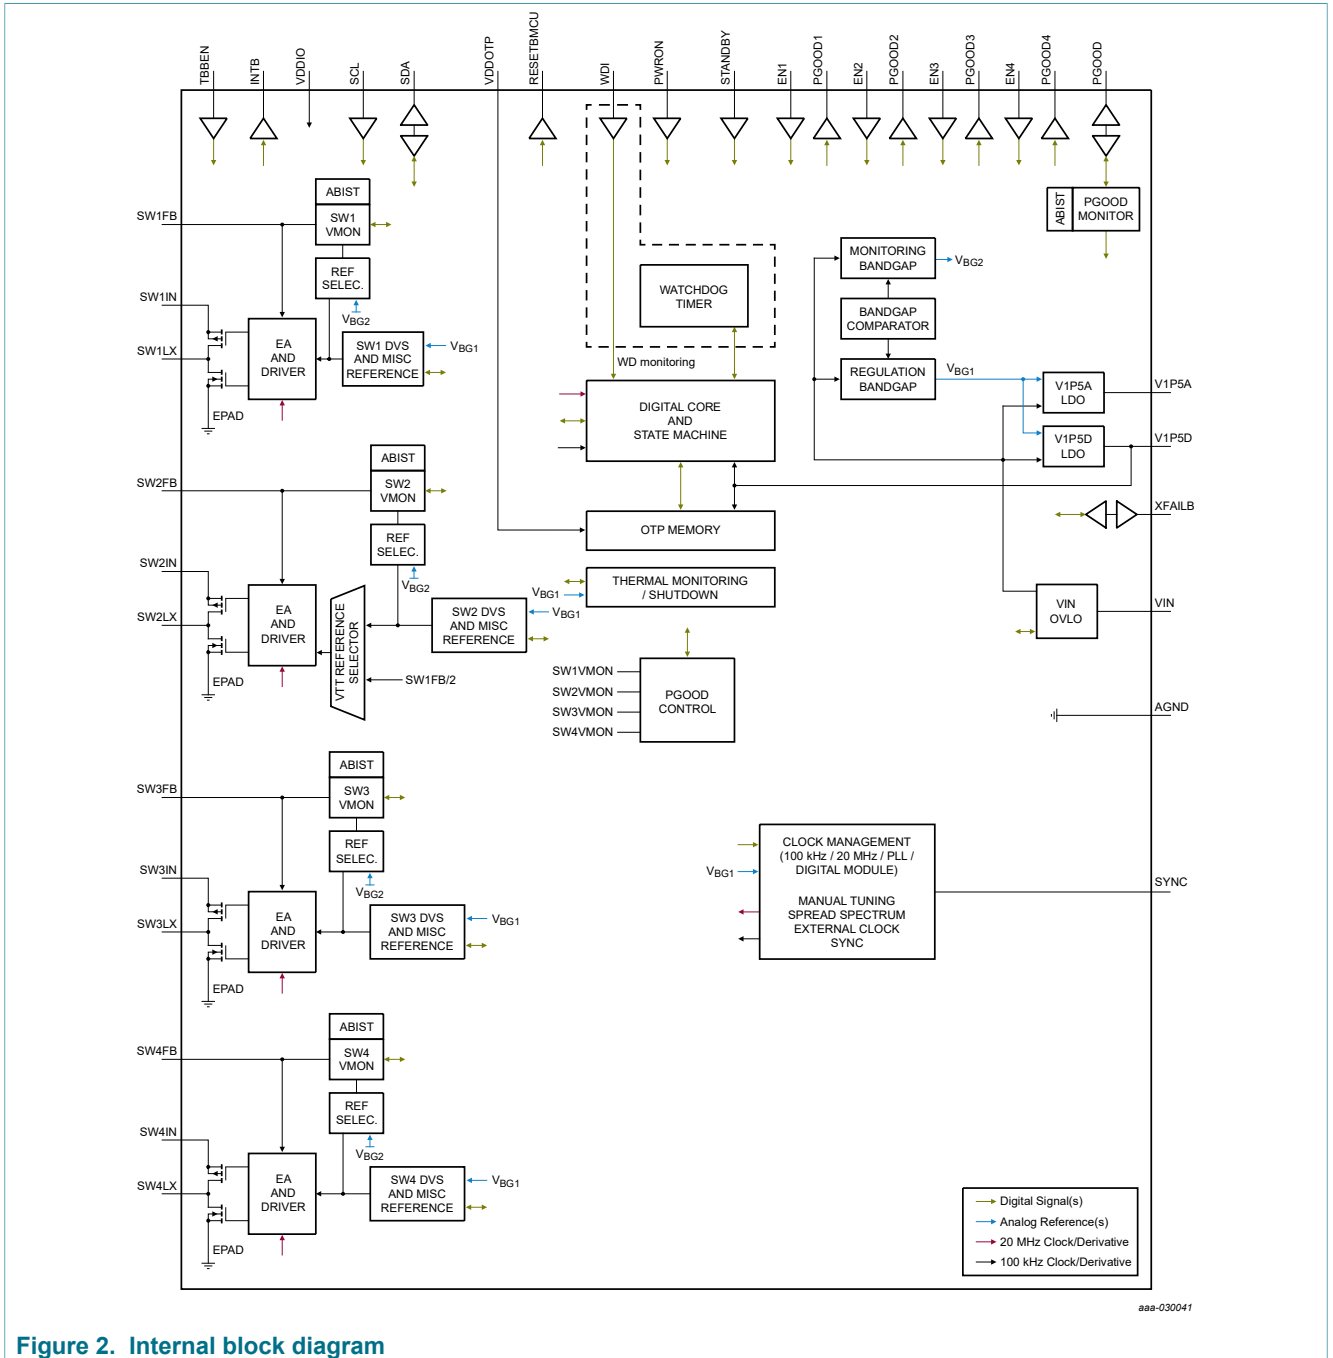 TBBEN
INTB
VDDIO
SCL
SDA
VDDOTP
RESETBMCU
WDI
PWRON
STANDBY
EN1
PGOOD1
EN2
PGOOD2
EN3
PGOOD3
EN4
PGOOD4
PGOOD
ABIST
PGOOD
MONITOR
SW1FB
ABIST
SW1
VMON
REF
SELEC.
VBG2
SW1IN
SW1LX
EA
AND
DRIVER
SW1 DVS
AND MISC
REFERENCE
VBG1
EPAD
WATCHDOG
TIMER
WD monitoring
DIGITAL CORE
AND
STATE MACHINE
OTP MEMORY
THERMAL MONITORING
/ SHUTDOWN
VBG1
MONITORING
BANDGAP
VBG2
BANDGAP
COMPARATOR
REGULATION
BANDGAP
VBG1
V1P5A
LDO
V1P5A
V1P5D
LDO
V1P5D
XFAILB
VIN
OVLO
VIN
AGND
SW2FB
ABIST
SW2
VMON
REF
SELEC.
VBG2
SW2IN
SW2LX
EA
AND
DRIVER
VTT REFERENCE
SELECTOR
SW2 DVS
AND MISC
REFERENCE
VBG1
SW1FB/2
EPAD
SW1VMON
SW2VMON
SW3VMON
SW4VMON
PGOOD
CONTROL
SW3FB
ABIST
SW3
VMON
REF
SELEC.
VBG2
SW3IN
SW3LX
EA
AND
DRIVER
SW3 DVS
AND MISC
REFERENCE
VBG1
EPAD
VBG1
CLOCK MANAGEMENT
(100 kHz / 20 MHz / PLL /
DIGITAL MODULE)
MANUAL TUNING
SPREAD SPECTRUM
EXTERNAL CLOCK
SYNC
SYNC
SW4FB
ABIST
SW4
VMON
REF
SELEC.
VBG2
SW4IN
SW4LX
EA
AND
DRIVER
SW4 DVS
AND MISC
REFERENCE
VBG1
EPAD
Digital Signal(s)
Analog Reference(s)
20 MHz Clock/Derivative
100 kHz Clock/Derivative
aaa-030041
Figure 2. Internal block diagram